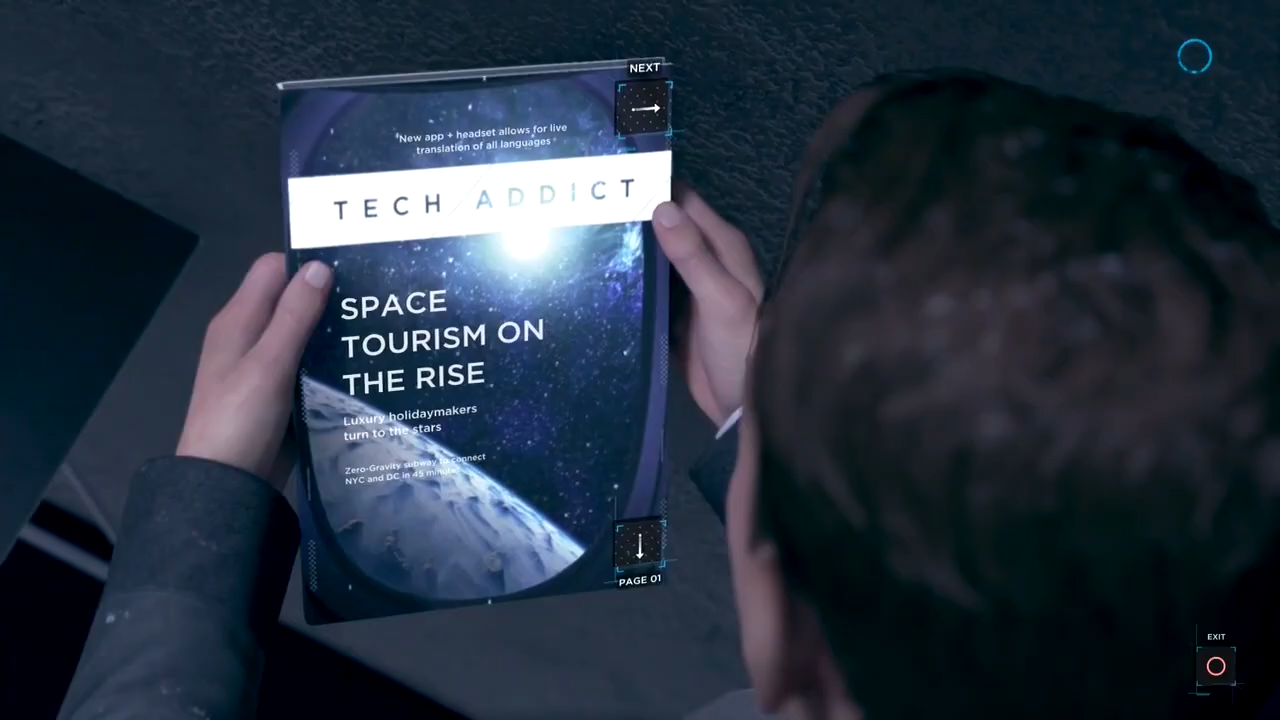 NEXT
New app + headset allows for live
translation of all languages
TECH ADDICT
SPACE
TOURISM ON
THE RISE
Luxury holidaymakers
turn to the stars
Zero-Gravity subway to connect
NYC and DC in 45 minutes
PAGE 01
EXIT